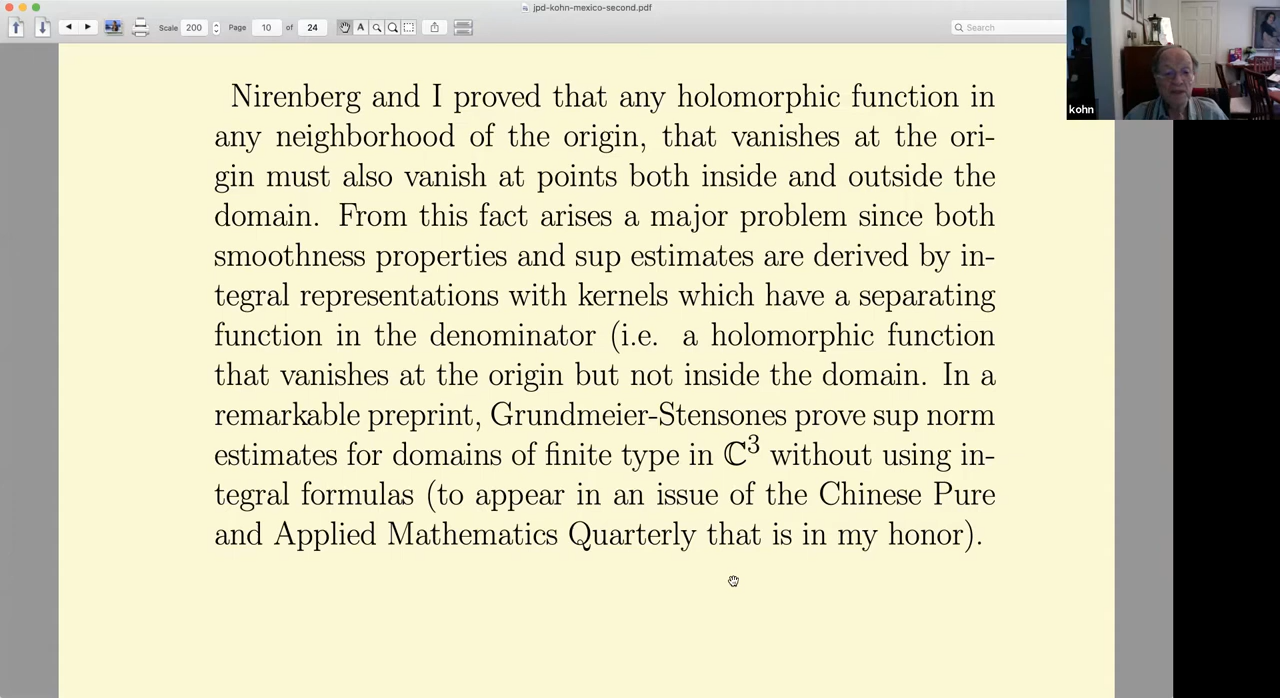 jpd-kohn-mexico-second.pdf
Scale 200 Page 10 of 24 A Search
kohn
Nirenberg and I proved that any holomorphic function in
any neighborhood of the origin, that vanishes at the ori-
gin must also vanish at points both inside and outside the
domain. From this fact arises a major problem since both
smoothness properties and sup estimates are derived by in-
tegral representations with kernels which have a separating
function in the denominator (i.e. a holomorphic function
that vanishes at the origin but not inside the domain. In a
remarkable preprint, Grundmeier-Stensones prove sup norm
estimates for domains of finite type in ℂ³ without using in-
tegral formulas (to appear in an issue of the Chinese Pure
and Applied Mathematics Quarterly that is in my honor).